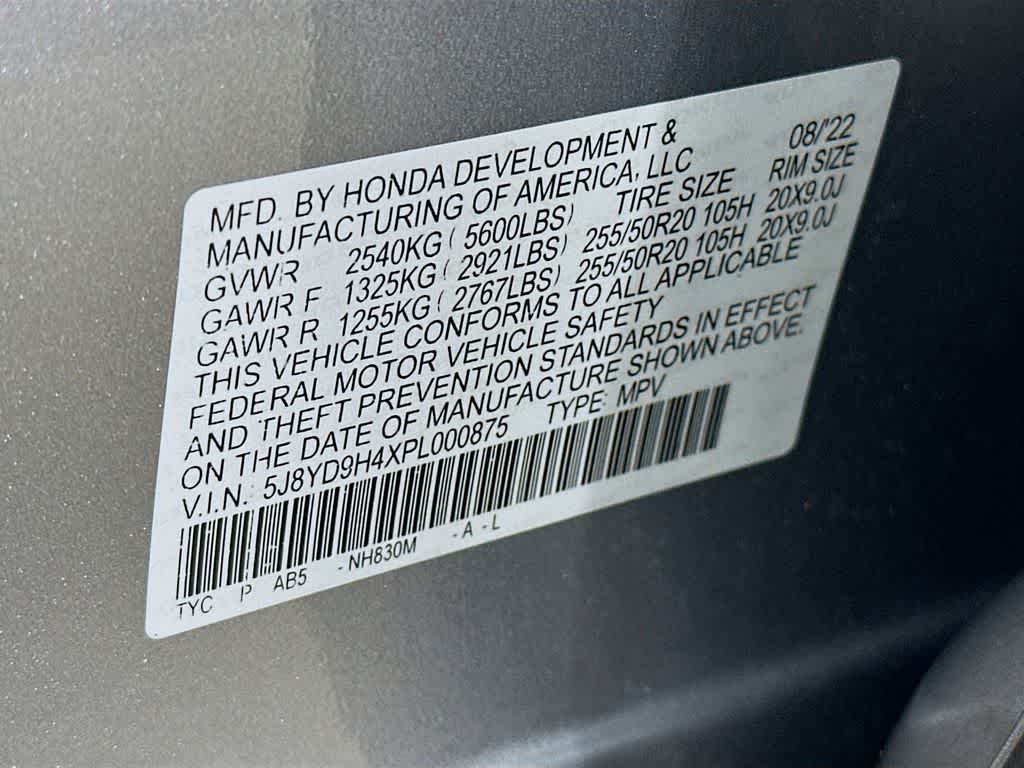 MFD. BY HONDA DEVELOPMENT & 08/'22
MANUFACTURING OF AMERICA, LLC RIM SIZE
GVWR 2540KG ( 5600LBS) TIRE SIZE
GAWR F 1325KG ( 2921LBS) 255/50R20 105H 20X9.0J
GAWR R 1255KG ( 2767LBS) 255/50R20 105H 20X9.0J
THIS VEHICLE CONFORMS TO ALL APPLICABLE
FEDERAL MOTOR VEHICLE SAFETY
AND THEFT PREVENTION STANDARDS IN EFFECT
ON THE DATE OF MANUFACTURE SHOWN ABOVE.
V.I.N.: 5J8YD9H4XPL000875 TYPE: MPV
TYC P AB5 - NH830M - A - L